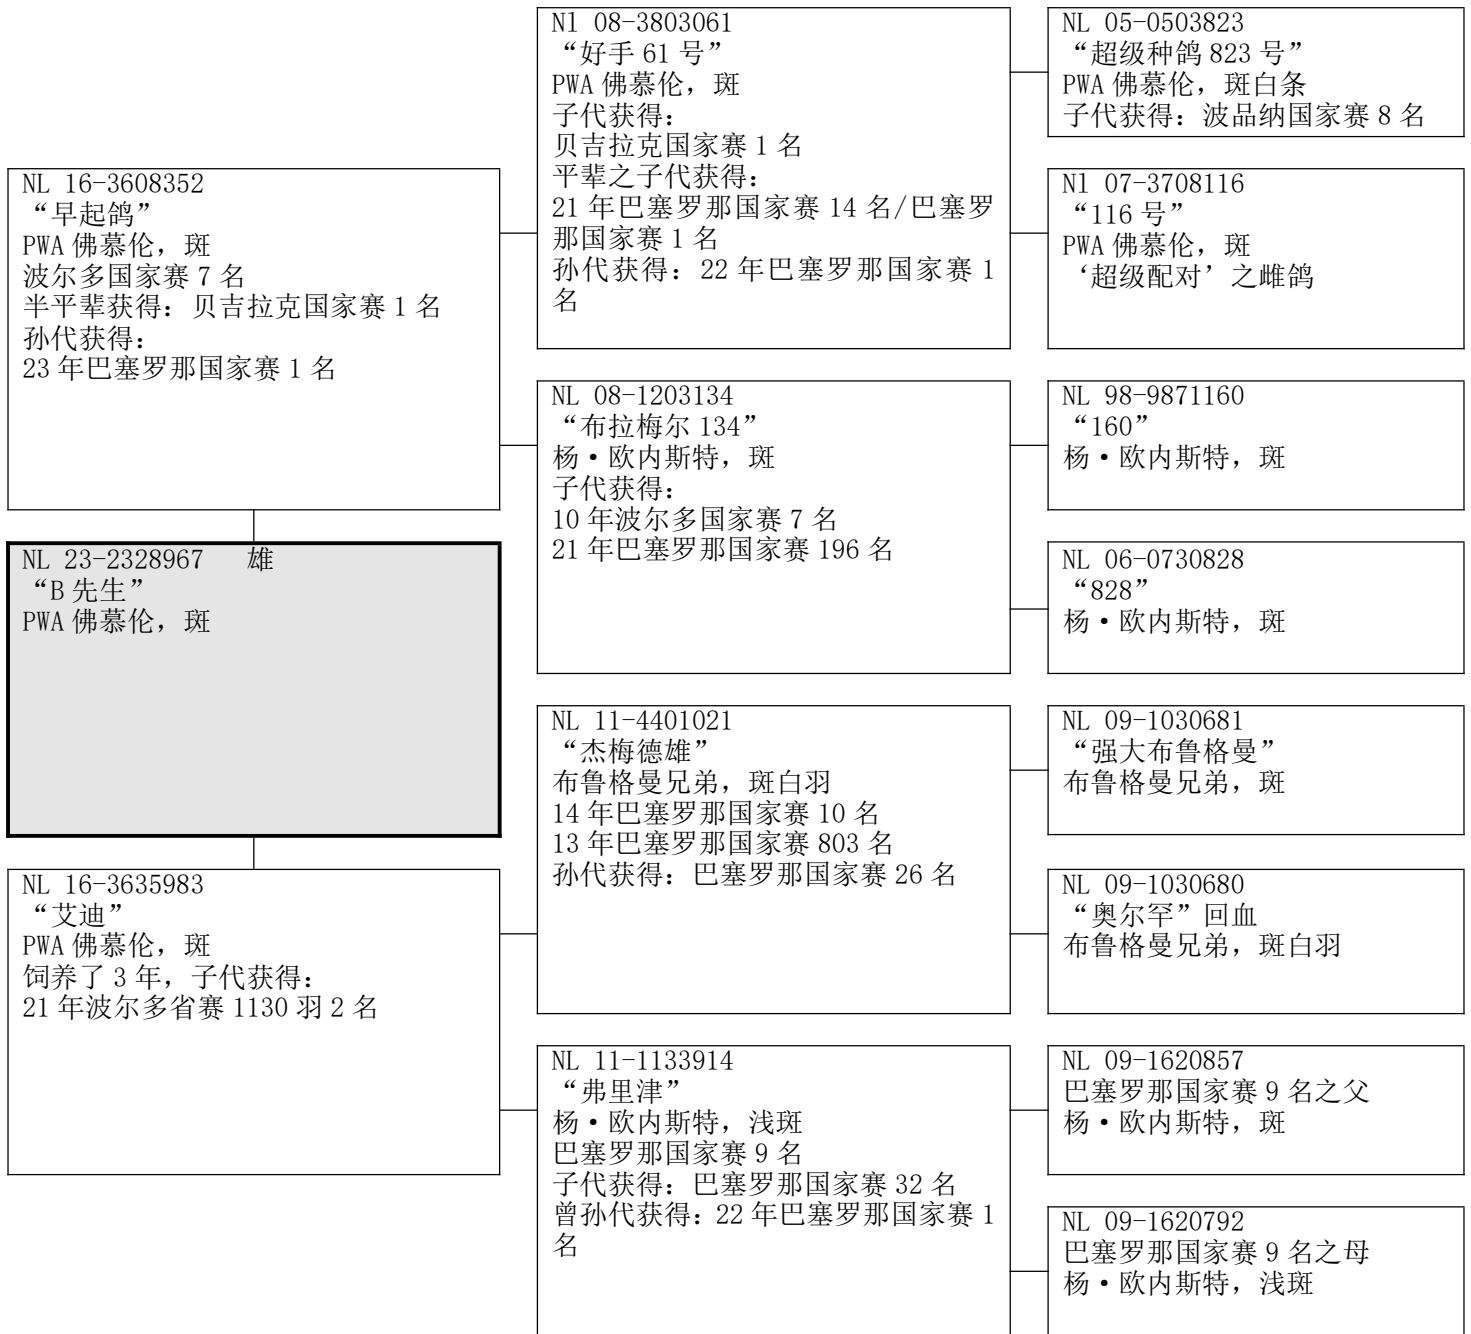 NL 16-3608352
“早起鸽”
PWA 佛慕伦，斑
波尔多国家赛 7 名
半平辈获得：贝吉拉克国家赛 1 名
孙代获得：
23 年巴塞罗那国家赛 1 名
NL 23-2328967 雄
“B 先生”
PWA 佛慕伦，斑
NL 16-3635983
“艾迪”
PWA 佛慕伦，斑
饲养了 3 年，子代获得：
21 年波尔多省赛 1130 羽 2 名
Nl 08-3803061
“好手 61 号”
PWA 佛慕伦，斑
子代获得：
贝吉拉克国家赛 1 名
平辈之子代获得：
21 年巴塞罗那国家赛 14 名/巴塞罗
那国家赛 1 名
孙代获得：22 年巴塞罗那国家赛 1
名
NL 08-1203134
“布拉梅尔 134”
杨·欧内斯特，斑
子代获得：
10 年波尔多国家赛 7 名
21 年巴塞罗那国家赛 196 名
NL 11-4401021
“杰梅德雄”
布鲁格曼兄弟，斑白羽
14 年巴塞罗那国家赛 10 名
13 年巴塞罗那国家赛 803 名
孙代获得：巴塞罗那国家赛 26 名
NL 11-1133914
“弗里津”
杨·欧内斯特，浅斑
巴塞罗那国家赛 9 名
子代获得：巴塞罗那国家赛 32 名
曾孙代获得：22 年巴塞罗那国家赛 1
名
NL 05-0503823
“超级种鸽 823 号”
PWA 佛慕伦，斑白条
子代获得：波品纳国家赛 8 名
Nl 07-3708116
“116 号”
PWA 佛慕伦，斑
‘超级配对’之雌鸽
NL 98-9871160
“160”
杨·欧内斯特，斑
NL 06-0730828
“828”
杨·欧内斯特，斑
NL 09-1030681
“强大布鲁格曼”
布鲁格曼兄弟，斑
NL 09-1030680
“奥尔罕”回血
布鲁格曼兄弟，斑白羽
NL 09-1620857
巴塞罗那国家赛 9 名之父
杨·欧内斯特，斑
NL 09-1620792
巴塞罗那国家赛 9 名之母
杨·欧内斯特，浅斑